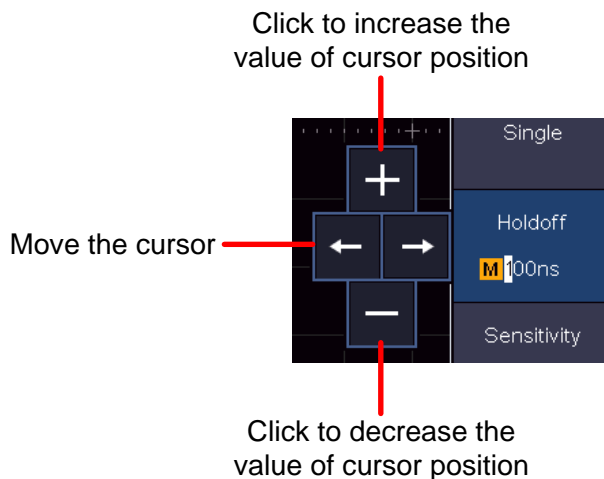 Click to increase the
value of cursor position
Single
+
Move the cursor
← →
Holdoff
M 100ns
−
Sensitivity
Click to decrease the
value of cursor position